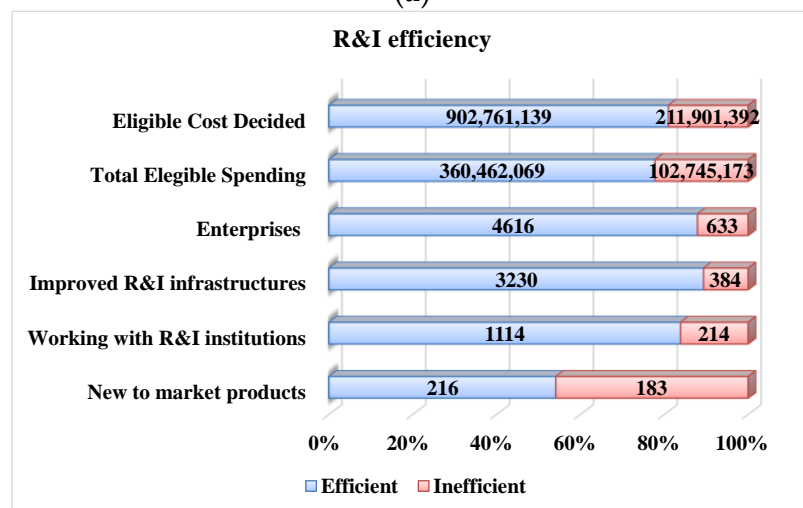 (a)
R&I efficiency
Eligible Cost Decided 902,761,139 211,901,392
Total Elegible Spending 360,462,069 102,745,173
Enterprises 4616 633
Improved R&I infrastructures 3230 384
Working with R&I institutions 1114 214
New to market products 216 183
0% 20% 40% 60% 80% 100%
Efficient Inefficient